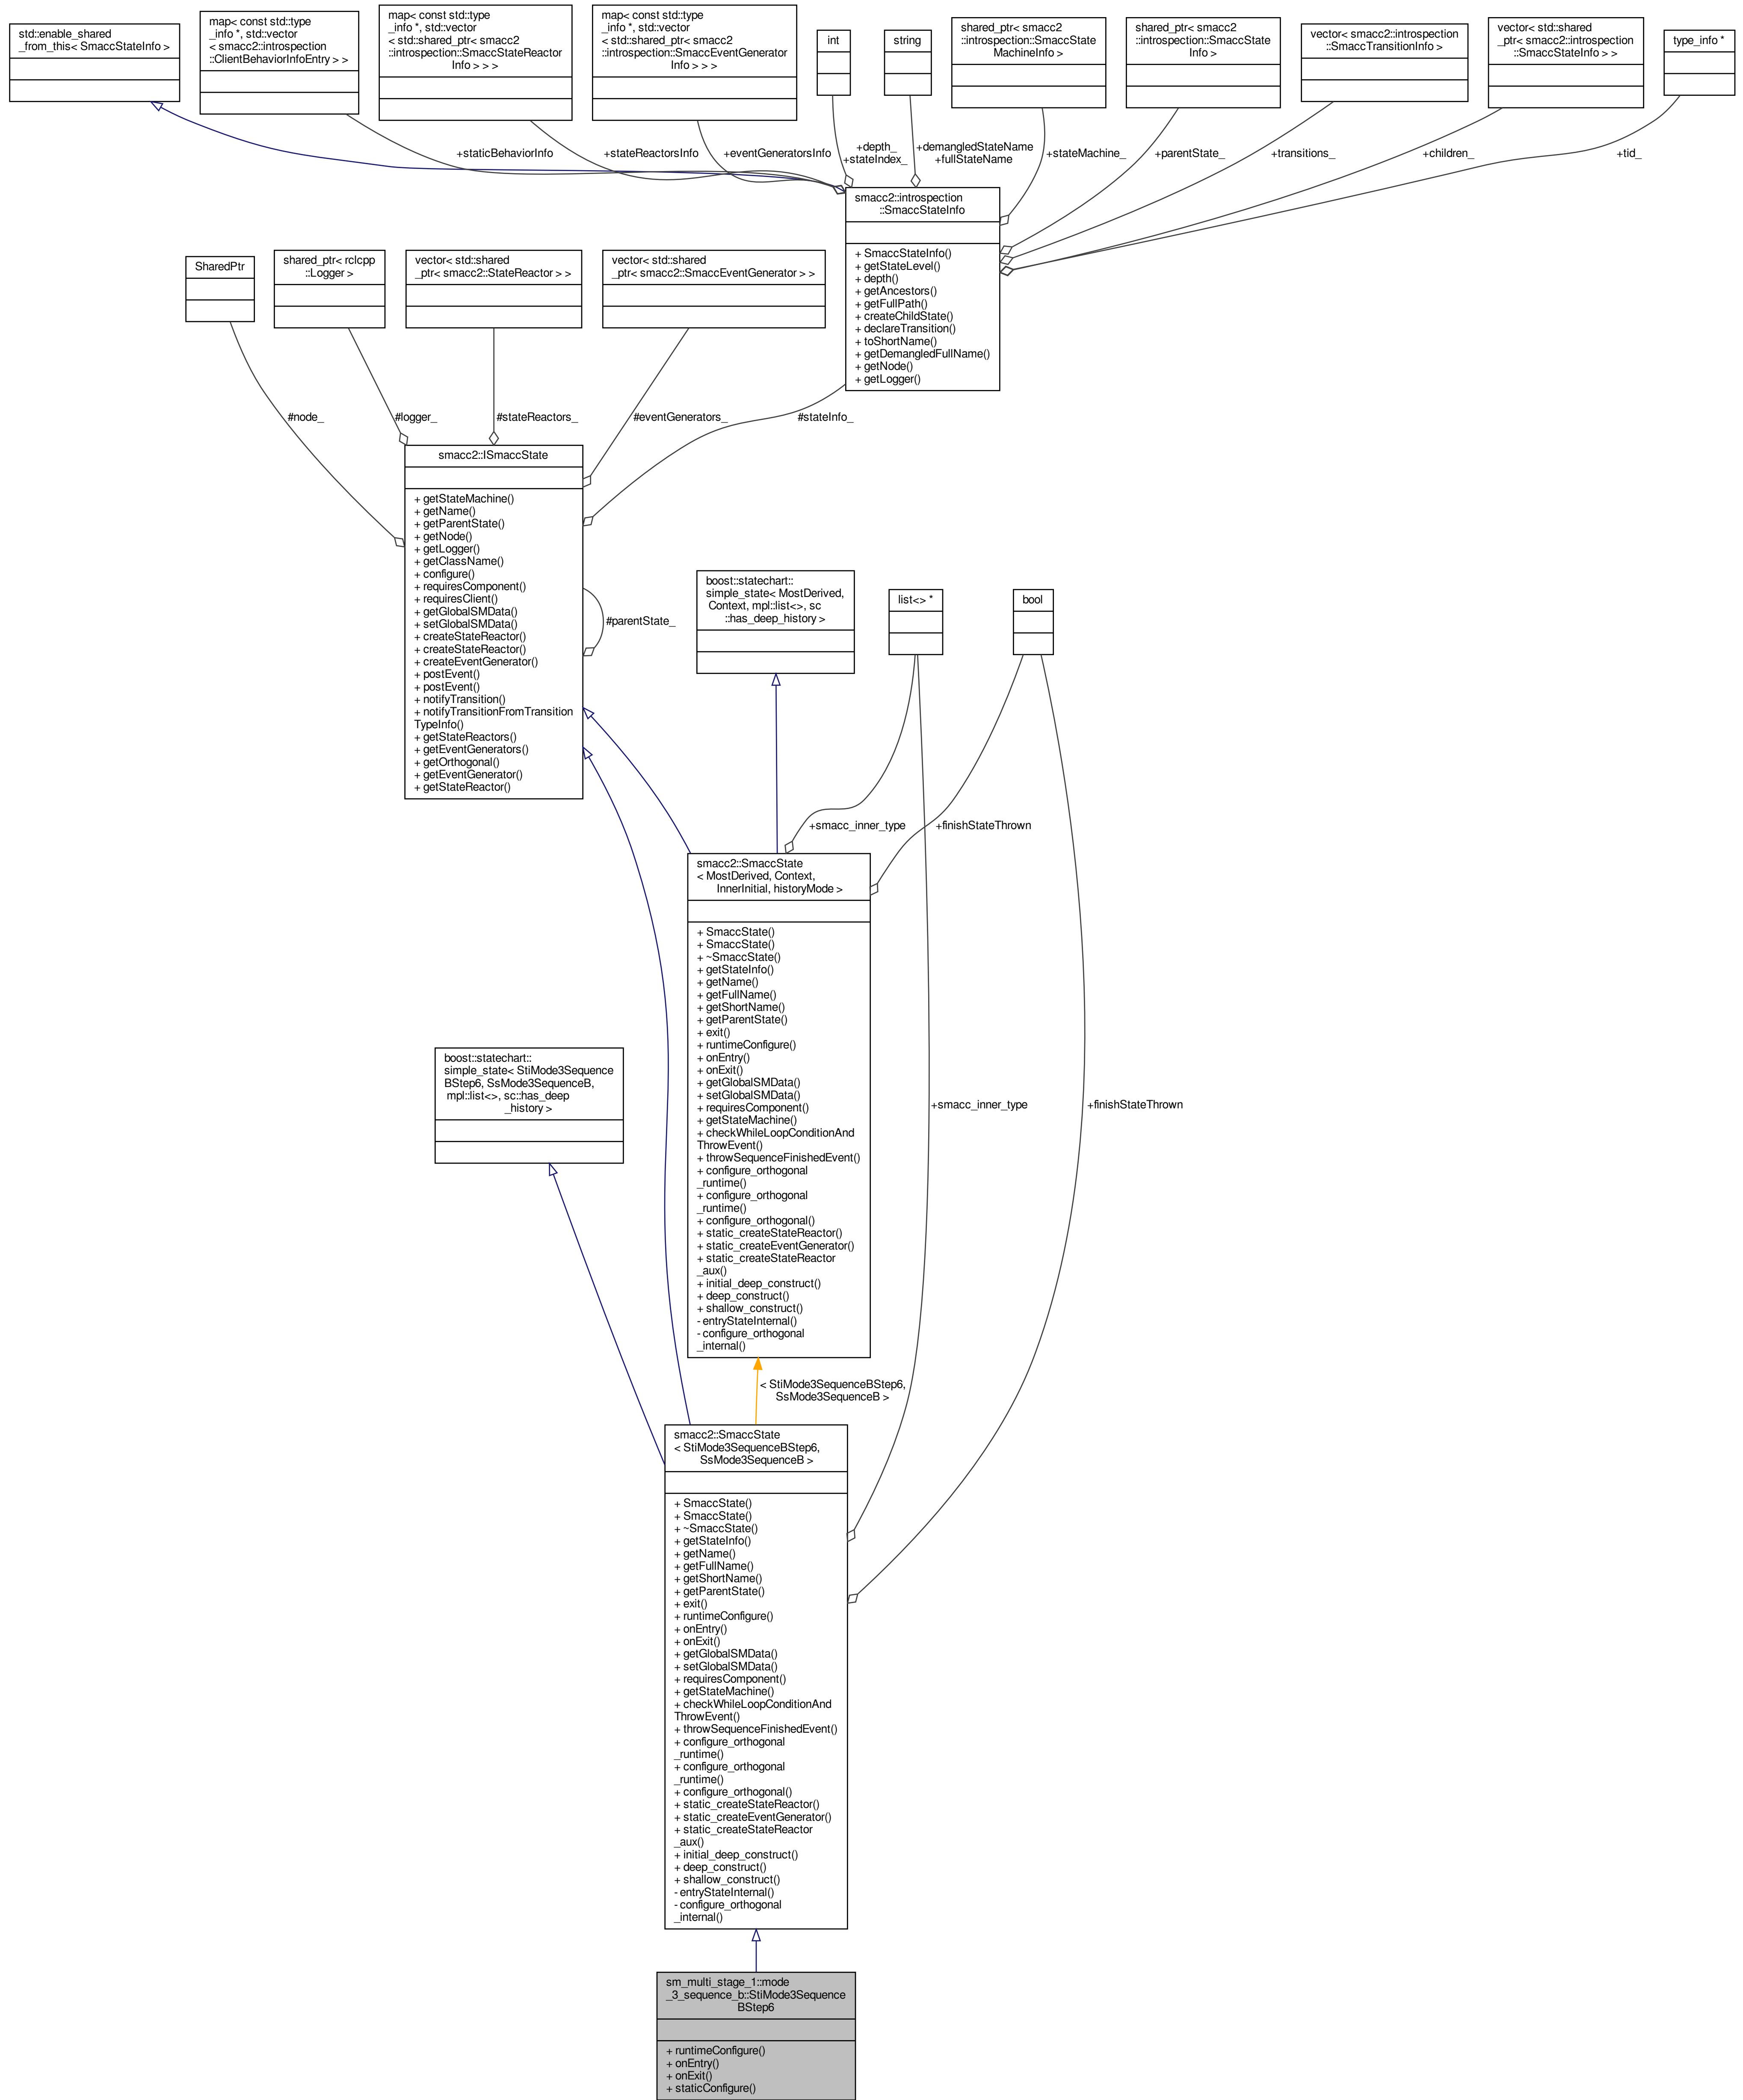 std::enable_shared
_from_this< SmaccStateInfo >
map< const std::type
_info *, std::vector
< smacc2::introspection
::ClientBehaviorInfoEntry > >
map< const std::type
_info *, std::vector
< std::shared_ptr< smacc2
::introspection::SmaccStateReactor
Info > > >
map< const std::type
_info *, std::vector
< std::shared_ptr< smacc2
::introspection::SmaccEventGenerator
Info > > >
int
string
shared_ptr< smacc2
::introspection::SmaccState
MachineInfo >
shared_ptr< smacc2
::introspection::SmaccState
Info >
vector< smacc2::introspection
::SmaccTransitionInfo >
vector< std::shared
_ptr< smacc2::introspection
::SmaccStateInfo > >
type_info *
+staticBehaviorInfo
+stateReactorsInfo
+eventGeneratorsInfo
+depth_
+stateIndex_
+demangledStateName
+fullStateName
+stateMachine_
+parentState_
+transitions_
+children_
+tid_
smacc2::introspection
::SmaccStateInfo
+ SmaccStateInfo()
+ getStateLevel()
+ depth()
+ getAncestors()
+ getFullPath()
+ createChildState()
+ declareTransition()
+ toShortName()
+ getDemangledFullName()
+ getNode()
+ getLogger()
SharedPtr
shared_ptr< rclcpp
::Logger >
vector< std::shared
_ptr< smacc2::StateReactor > >
vector< std::shared
_ptr< smacc2::SmaccEventGenerator > >
#node_
#logger_
#stateReactors_
#eventGenerators_
#stateInfo_
smacc2::ISmaccState
+ getStateMachine()
+ getName()
+ getParentState()
+ getNode()
+ getLogger()
+ getClassName()
+ configure()
+ requiresComponent()
+ requiresClient()
+ getGlobalSMData()
+ setGlobalSMData()
+ createStateReactor()
+ createStateReactor()
+ createEventGenerator()
+ postEvent()
+ postEvent()
+ notifyTransition()
+ notifyTransitionFromTransition
TypeInfo()
+ getStateReactors()
+ getEventGenerators()
+ getOrthogonal()
+ getEventGenerator()
+ getStateReactor()
#parentState_
boost::statechart::
simple_state< MostDerived,
Context, mpl::list<>, sc
::has_deep_history >
list<> *
bool
+smacc_inner_type
+finishStateThrown
smacc2::SmaccState
< MostDerived, Context,
InnerInitial, historyMode >
+ SmaccState()
+ SmaccState()
+ ~SmaccState()
+ getStateInfo()
+ getName()
+ getFullName()
+ getShortName()
+ getParentState()
+ exit()
+ runtimeConfigure()
+ onEntry()
+ onExit()
+ getGlobalSMData()
+ setGlobalSMData()
+ requiresComponent()
+ getStateMachine()
+ checkWhileLoopConditionAnd
ThrowEvent()
+ throwSequenceFinishedEvent()
+ configure_orthogonal
_runtime()
+ configure_orthogonal
_runtime()
+ configure_orthogonal()
+ static_createStateReactor()
+ static_createEventGenerator()
+ static_createStateReactor
_aux()
+ initial_deep_construct()
+ deep_construct()
+ shallow_construct()
- entryStateInternal()
- configure_orthogonal
_internal()
boost::statechart::
simple_state< StiMode3Sequence
BStep6, SsMode3SequenceB,
mpl::list<>, sc::has_deep
_history >
+smacc_inner_type
+finishStateThrown
< StiMode3SequenceBStep6,
SsMode3SequenceB >
smacc2::SmaccState
< StiMode3SequenceBStep6,
SsMode3SequenceB >
+ SmaccState()
+ SmaccState()
+ ~SmaccState()
+ getStateInfo()
+ getName()
+ getFullName()
+ getShortName()
+ getParentState()
+ exit()
+ runtimeConfigure()
+ onEntry()
+ onExit()
+ getGlobalSMData()
+ setGlobalSMData()
+ requiresComponent()
+ getStateMachine()
+ checkWhileLoopConditionAnd
ThrowEvent()
+ throwSequenceFinishedEvent()
+ configure_orthogonal
_runtime()
+ configure_orthogonal
_runtime()
+ configure_orthogonal()
+ static_createStateReactor()
+ static_createEventGenerator()
+ static_createStateReactor
_aux()
+ initial_deep_construct()
+ deep_construct()
+ shallow_construct()
- entryStateInternal()
- configure_orthogonal
_internal()
sm_multi_stage_1::mode
_3_sequence_b::StiMode3Sequence
BStep6
+ runtimeConfigure()
+ onEntry()
+ onExit()
+ staticConfigure()